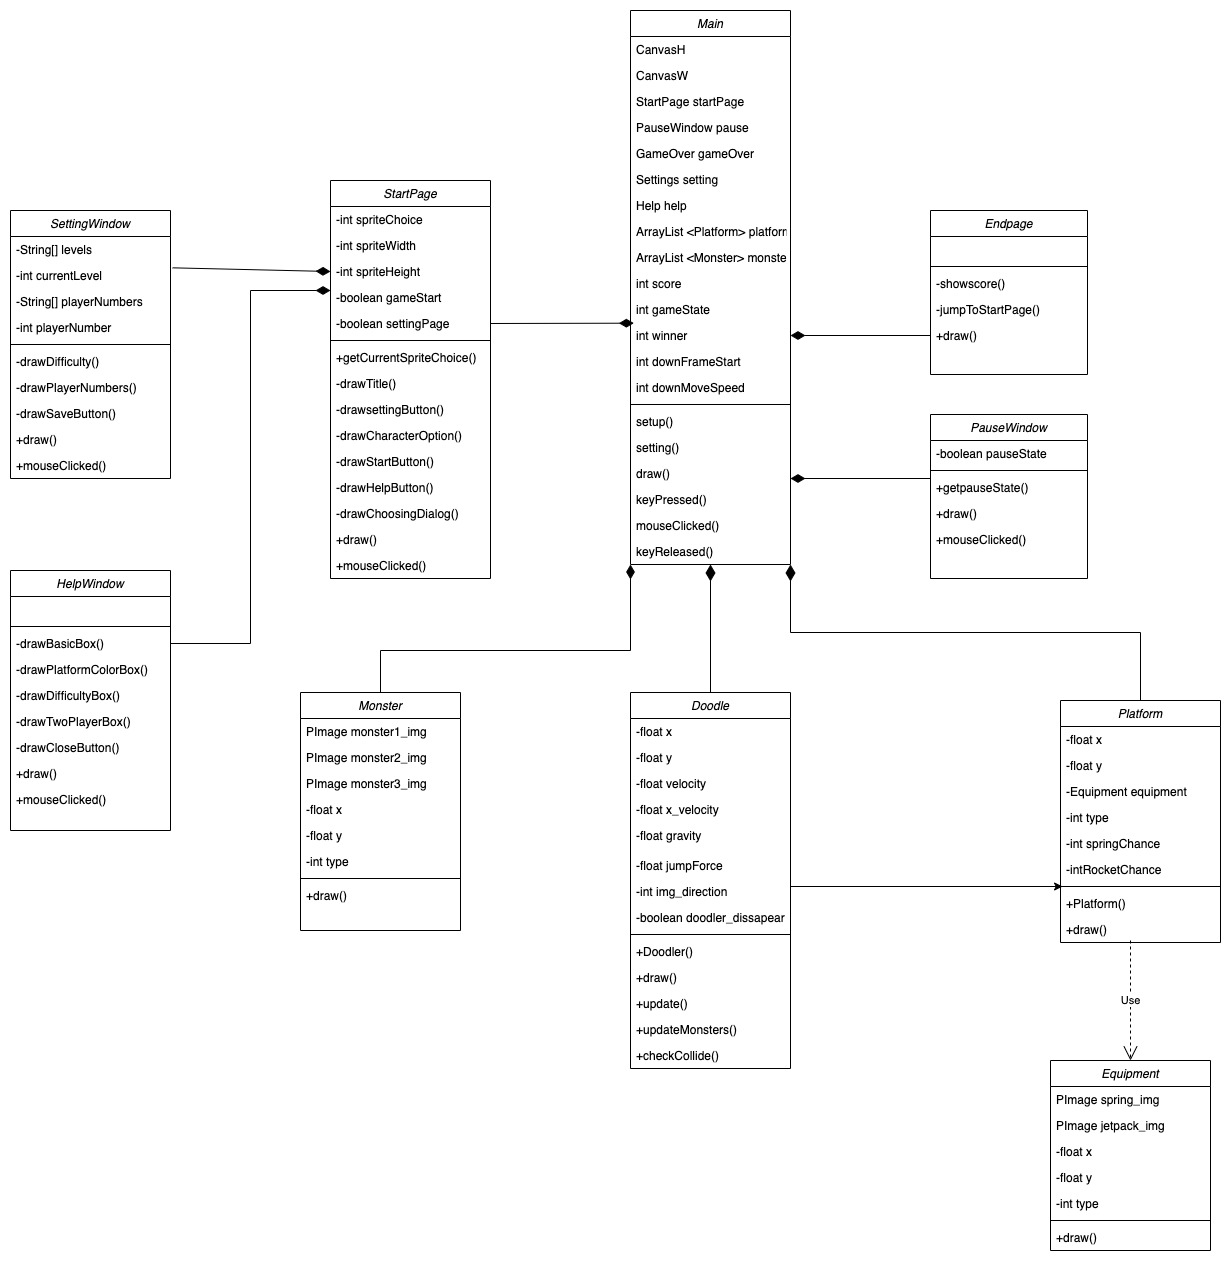 Main
CanvasH
CanvasW
StartPage startPage
PauseWindow pause
GameOver gameOver
Settings setting
Help help
ArrayList <Platform> platform
ArrayList <Monster> monste
int score
int gameState
int winner
int downFrameStart
int downMoveSpeed
setup()
setting()
draw()
keyPressed()
mouseClicked()
keyReleased()
StartPage
-int spriteChoice
-int spriteWidth
-int spriteHeight
-boolean gameStart
-boolean settingPage
+getCurrentSpriteChoice()
-drawTitle()
-drawsettingButton()
-drawCharacterOption()
-drawStartButton()
-drawHelpButton()
-drawChoosingDialog()
+draw()
+mouseClicked()
SettingWindow
-String[] levels
-int currentLevel
-String[] playerNumbers
-int playerNumber
-drawDifficulty()
-drawPlayerNumbers()
-drawSaveButton()
+draw()
+mouseClicked()
Endpage
-showscore()
-jumpToStartPage()
+draw()
PauseWindow
-boolean pauseState
+getpauseState()
+draw()
+mouseClicked()
HelpWindow
-drawBasicBox()
-drawPlatformColorBox()
-drawDifficultyBox()
-drawTwoPlayerBox()
-drawCloseButton()
+draw()
+mouseClicked()
Monster
PImage monster1_img
PImage monster2_img
PImage monster3_img
-float x
-float y
-int type
+draw()
Doodle
-float x
-float y
-float velocity
-float x_velocity
-float gravity
-float jumpForce
-int img_direction
-boolean doodler_dissapear
+Doodler()
+draw()
+update()
+updateMonsters()
+checkCollide()
Platform
-float x
-float y
-Equipment equipment
-int type
-int springChance
-intRocketChance
+Platform()
+draw()
Use
Equipment
PImage spring_img
PImage jetpack_img
-float x
-float y
-int type
+draw()